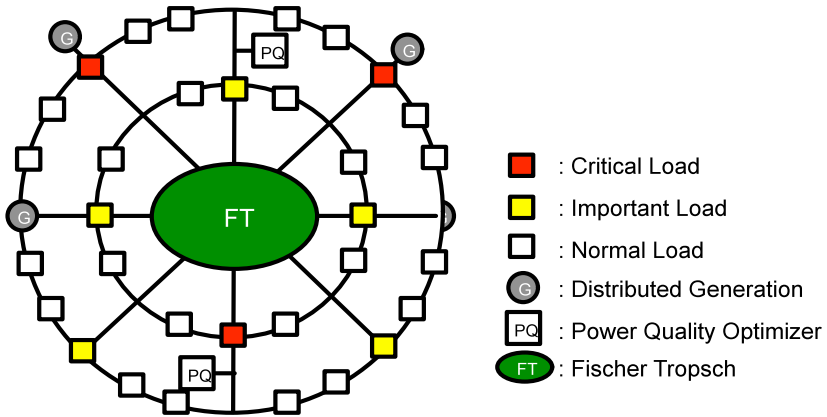 G
G
PQ
G
FT
G
PQ
: Critical Load
: Important Load
: Normal Load
G : Distributed Generation
PQ : Power Quality Optimizer
FT : Fischer Tropsch